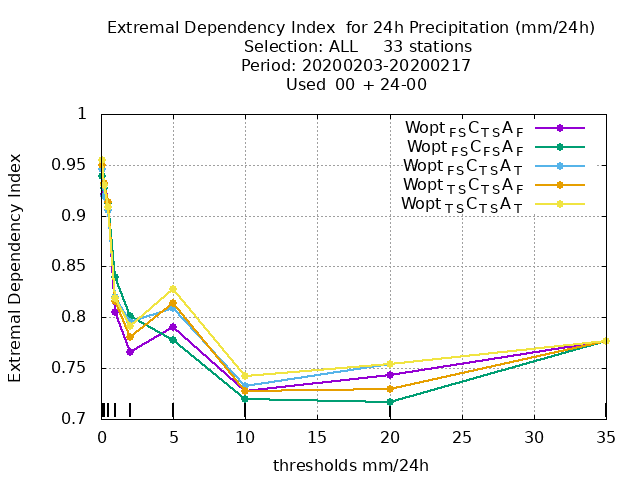 Extremal Dependency Index  for 24h Precipitation (mm/24h)
Selection: ALL     33 stations
Period: 20200203-20200217
Used  00 + 24-00
Extremal Dependency Index
1
0.95
0.9
0.85
0.8
0.75
0.7
Wopt FS C TS A F
Wopt FS C FS A F
Wopt FS C TS A T
Wopt TS C TS A F
Wopt TS C TS A T
0 5 10 15 20 25 30 35
thresholds mm/24h